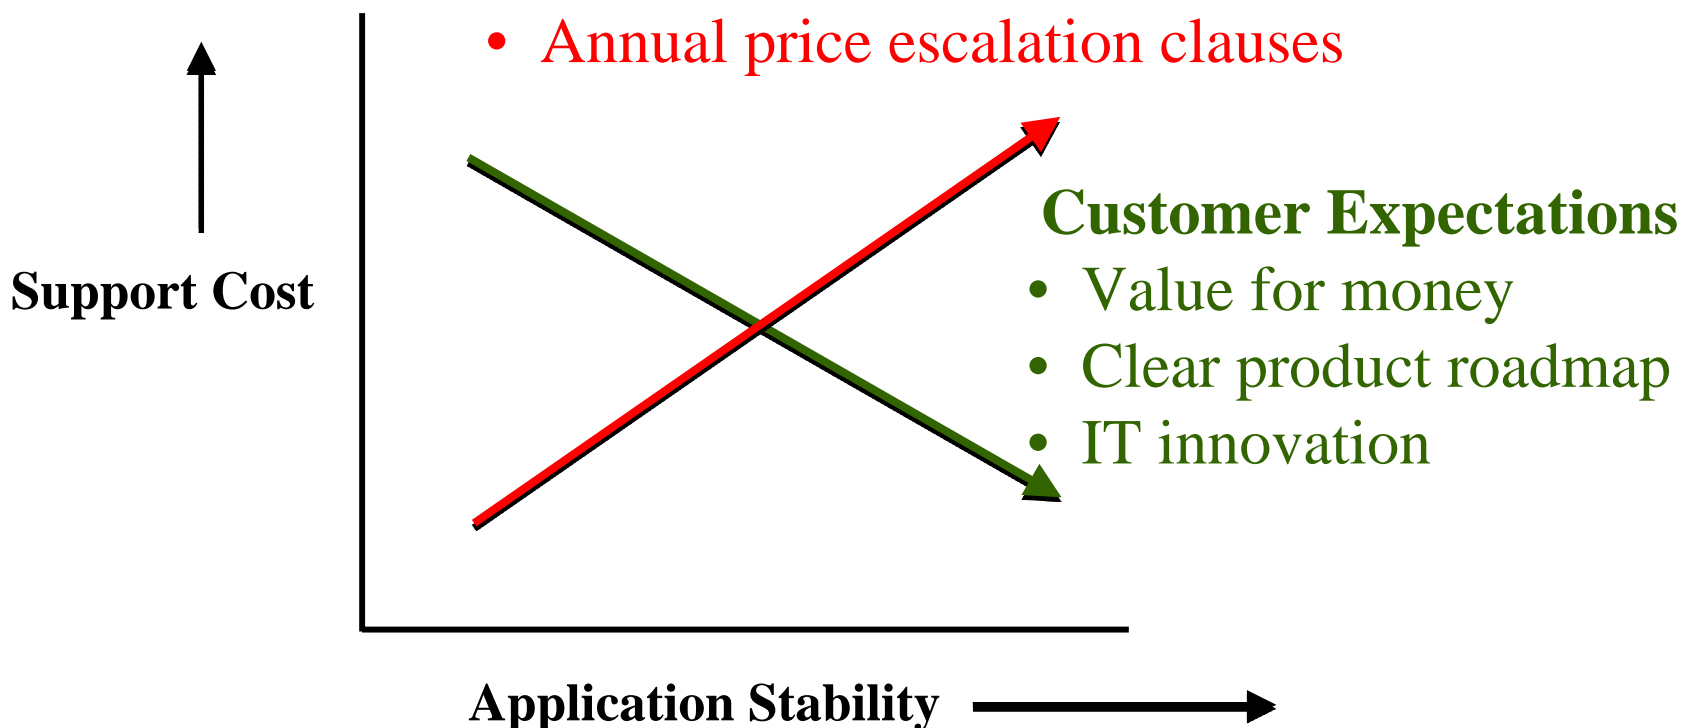 • Annual price escalation clauses
Customer Expectations
• Value for money
• Clear product roadmap
• IT innovation
Support Cost
Application Stability